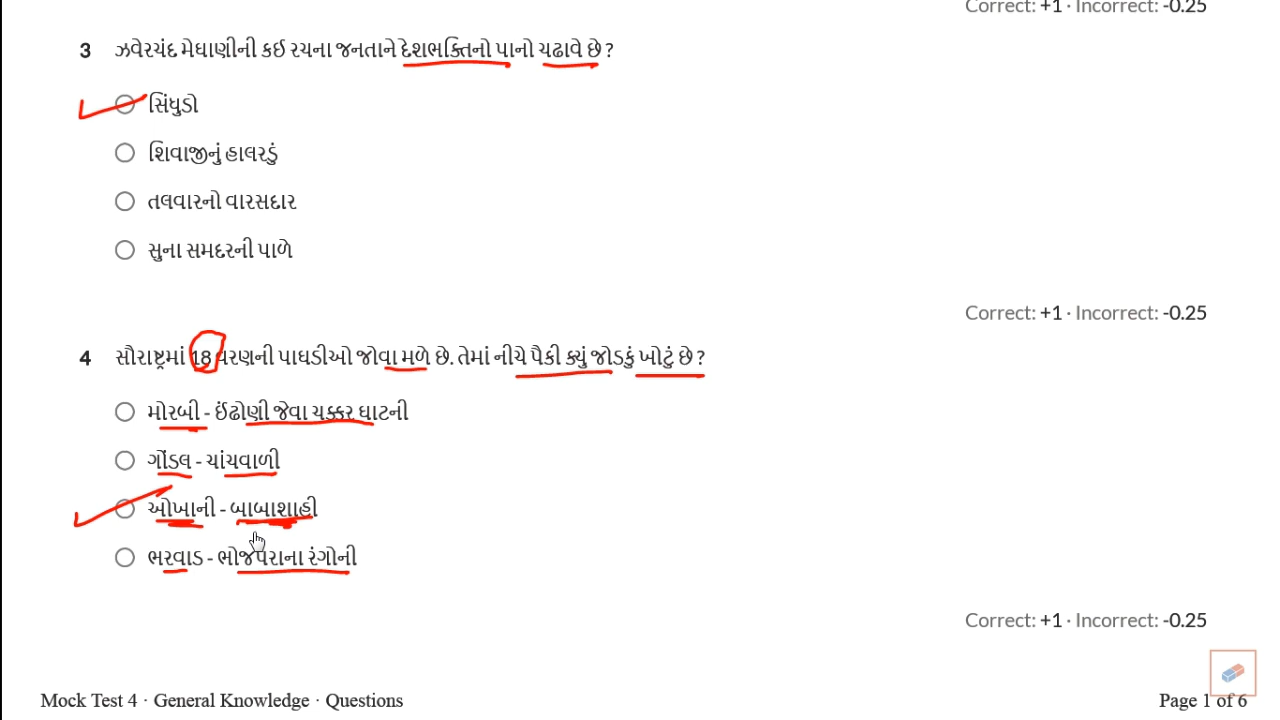 Correct: +1 · Incorrect: -0.25
3 ઝવેરચંદ મેઘાણીની કઈ રચના જનતાને દેશભક્તિનો પાનો ચઢાવે છે?
સિંધુડો
શિવાજીનું હાલરડું
તલવારનો વારસદાર
સુના સમદરની પાળે
Correct: +1 · Incorrect: -0.25
4 સૌરાષ્ટ્રમાં 18 વરણની પાઘડીઓ જોવા મળે છે. તેમાં નીચે પૈકી ક્યું જોડકું ખોટું છે?
મોરબી - ઈંઢોણી જેવા ચક્કર ઘાટની
ગોંડલ - ચાંચવાળી
ઓખાની - બાબાશાહી
ભરવાડ - ભોજપરાના રંગોની
Correct: +1 · Incorrect: -0.25
Mock Test 4 · General Knowledge · Questions
Page 1 of 6